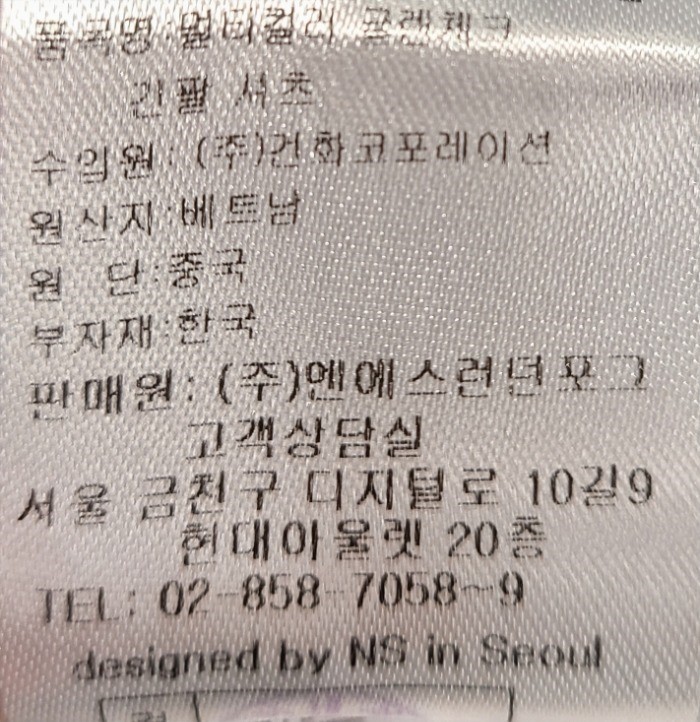 품목명:멀티컬러 글렌체크
긴팔 셔츠
수입원:(주)건화코포레이션
원산지:베트남
원 단:중국
부자재:한국
판매원:(주)엔에스런던포그
고객상담실
서울 금천구 디지털로 10길9
현대아울렛 20층
TEL: 02-858-7058~9
designed by NS in Seoul